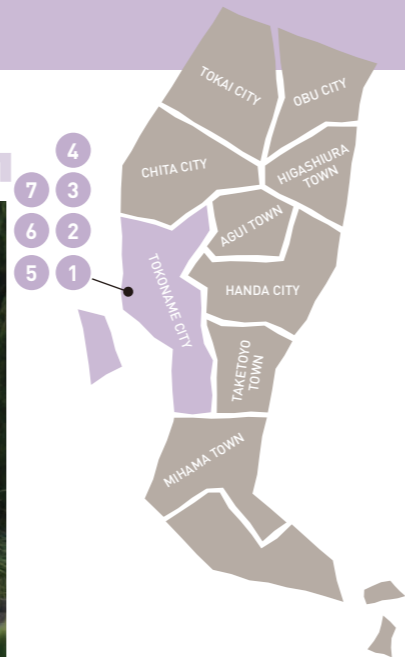 TOKAI CITY
OBU CITY
CHITA CITY
HIGASHIURA
TOWN
AGUI TOWN
4
7 3
6 2
5 1
TOKONAME CITY
HANDA CITY
TAKETOYO
TOWN
MIHAMA TOWN